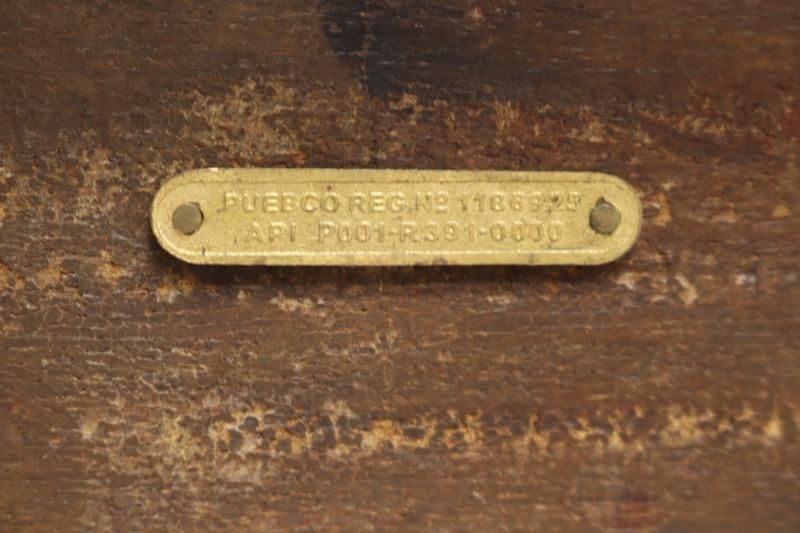 PUEBCO REG.Nº 1186925
API P001-R391-0000